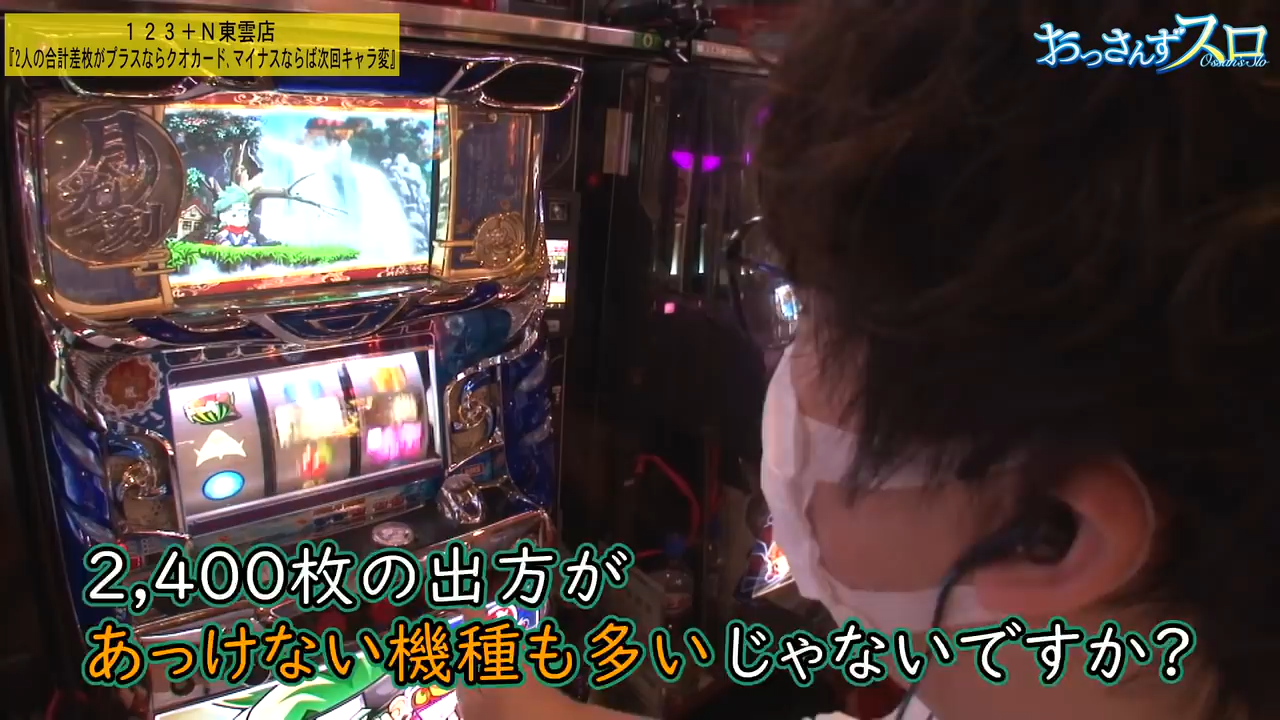 １２３＋Ｎ東雲店
『2人の合計差枚がプラスならクオカード,マイナスならば次回キャラ変』
おっさんずスロ
Ossan's Slo
2,400枚の出方が
あっけない機種も多いじゃないですか？